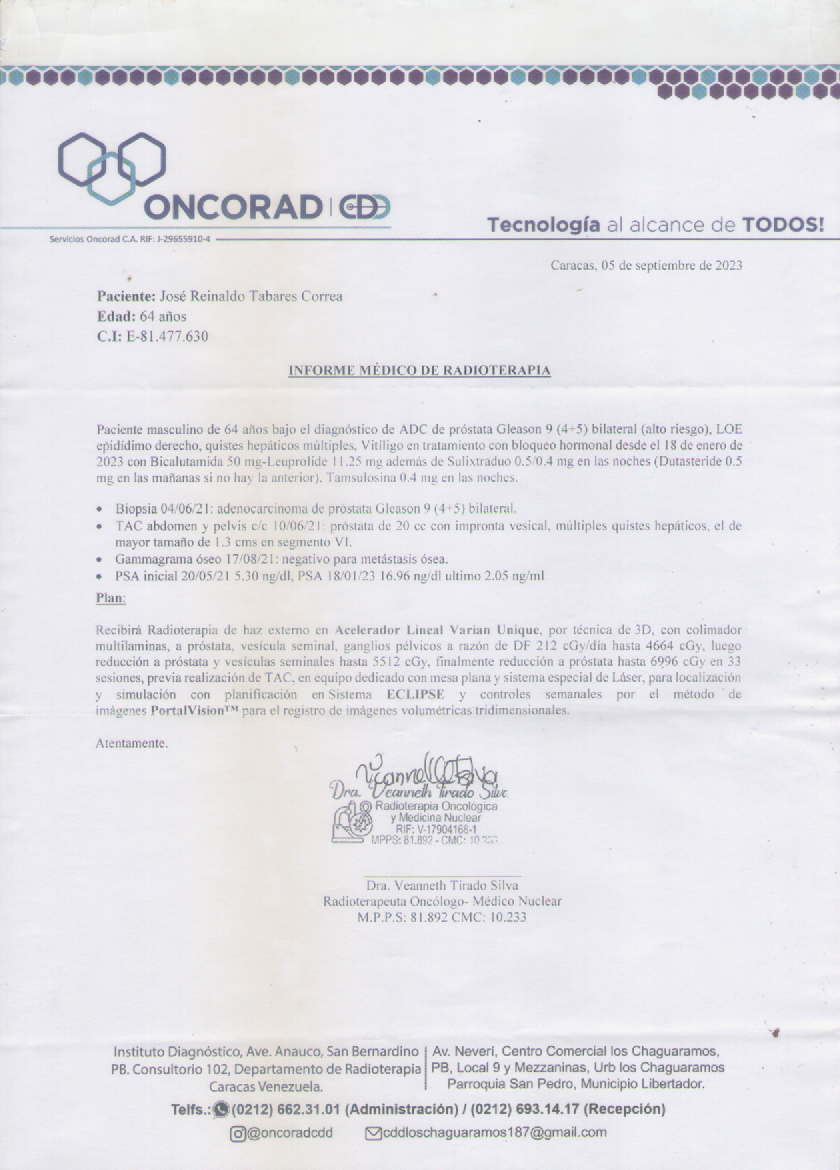 ONCORAD | CDD
Servicios Oncorad C.A. RIF: J-29655910-4
Tecnología al alcance de TODOS!
Caracas, 05 de septiembre de 2023
Paciente: José Reinaldo Tabares Correa
Edad: 64 años
C.I: E-81.477.630
INFORME MÉDICO DE RADIOTERAPIA
Paciente masculino de 64 años bajo el diagnóstico de ADC de próstata Gleason 9 (4+5) bilateral (alto riesgo), LOE
epidídimo derecho, quistes hepáticos múltiples, Vitíligo en tratamiento con bloqueo hormonal desde el 18 de enero de
2023 con Bicalutamida 50 mg-Leuprolide 11.25 mg además de Sulixtraduo 0.5/0.4 mg en las noches (Dutasteride 0.5
mg en las mañanas si no hay la anterior). Tamsulosina 0.4 mg en las noches.
• Biopsia 04/06/21: adenocarcinoma de próstata Gleason 9 (4+5) bilateral.
• TAC abdomen y pelvis c/c 10/06/21: próstata de 20 cc con impronta vesical, múltiples quistes hepáticos, el de
mayor tamaño de 1.3 cms en segmento VI.
• Gammagrama óseo 17/08/21: negativo para metástasis ósea.
• PSA inicial 20/05/21 5.30 ng/dl, PSA 18/01/23 16.96 ng/dl ultimo 2.05 ng/ml
Plan:
Recibirá Radioterapia de haz externo en Acelerador Lineal Varian Unique, por técnica de 3D, con colimador
multilaminas, a próstata, vesícula seminal, ganglios pélvicos a razón de DF 212 cGy/día hasta 4664 cGy, luego
reducción a próstata y vesículas seminales hasta 5512 cGy, finalmente reducción a próstata hasta 6996 cGy en 33
sesiones, previa realización de TAC, en equipo dedicado con mesa plana y sistema especial de Láser, para localización
y simulación con planificación en Sistema ECLIPSE y controles semanales por el método de
imágenes PortalVision™ para el registro de imágenes volumétricas tridimensionales.
Atentamente.
Dra. Veanneth Tirado Silva
Radioterapia Oncológica
y Medicina Nuclear
RIF: V-17904168-1
MPPS: 81.892 - CMC: 10.233
Dra. Veanneth Tirado Silva
Radioterapeuta Oncólogo- Médico Nuclear
M.P.P.S: 81.892 CMC: 10.233
Instituto Diagnóstico, Ave. Anauco, San Bernardino
PB. Consultorio 102, Departamento de Radioterapia
Caracas Venezuela.
Av. Neverí, Centro Comercial los Chaguaramos,
PB, Local 9 y Mezzaninas, Urb los Chaguaramos
Parroquia San Pedro, Municipio Libertador.
Telfs.: (0212) 662.31.01 (Administración) / (0212) 693.14.17 (Recepción)
@oncoradcdd cddloschaguaramos187@gmail.com